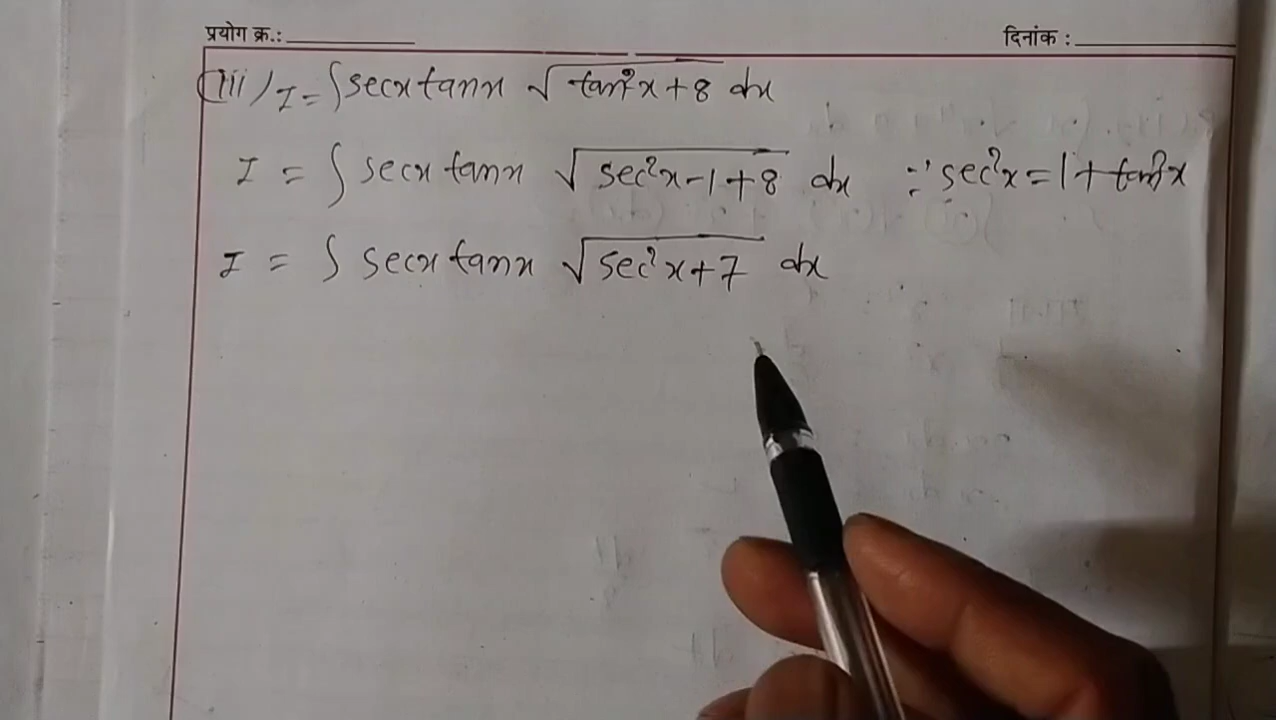 प्रयोग क्र.: दिनांक :
(iii) I = ∫ secx tanx √(tan²x + 8) dx
I = ∫ secx tanx √(sec²x - 1 + 8) dx ∵ sec²x = 1 + tan²x
I = ∫ secx tanx √(sec²x + 7) dx